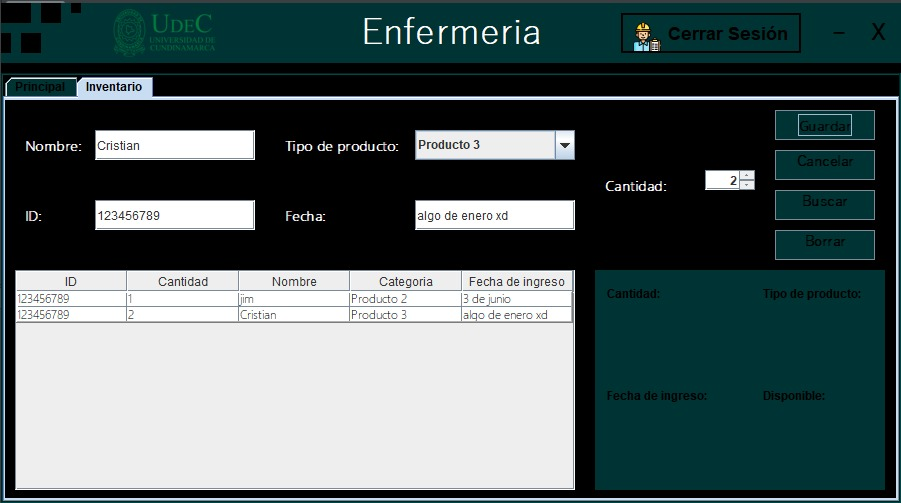 UDEC
UNIVERSIDAD DE
CUNDINAMARCA
Enfermeria
Cerrar Sesión
– X
Principal Inventario
Nombre: Cristian Tipo de producto: Producto 3
Cantidad: 2
ID: 123456789 Fecha: algo de enero xd
Guardar
Cancelar
Buscar
Borrar
ID Cantidad Nombre Categoria Fecha de ingreso
123456789 1 jim Producto 2 3 de junio
123456789 2 Cristian Producto 3 algo de enero xd
Cantidad: Tipo de producto:
Fecha de ingreso: Disponible: